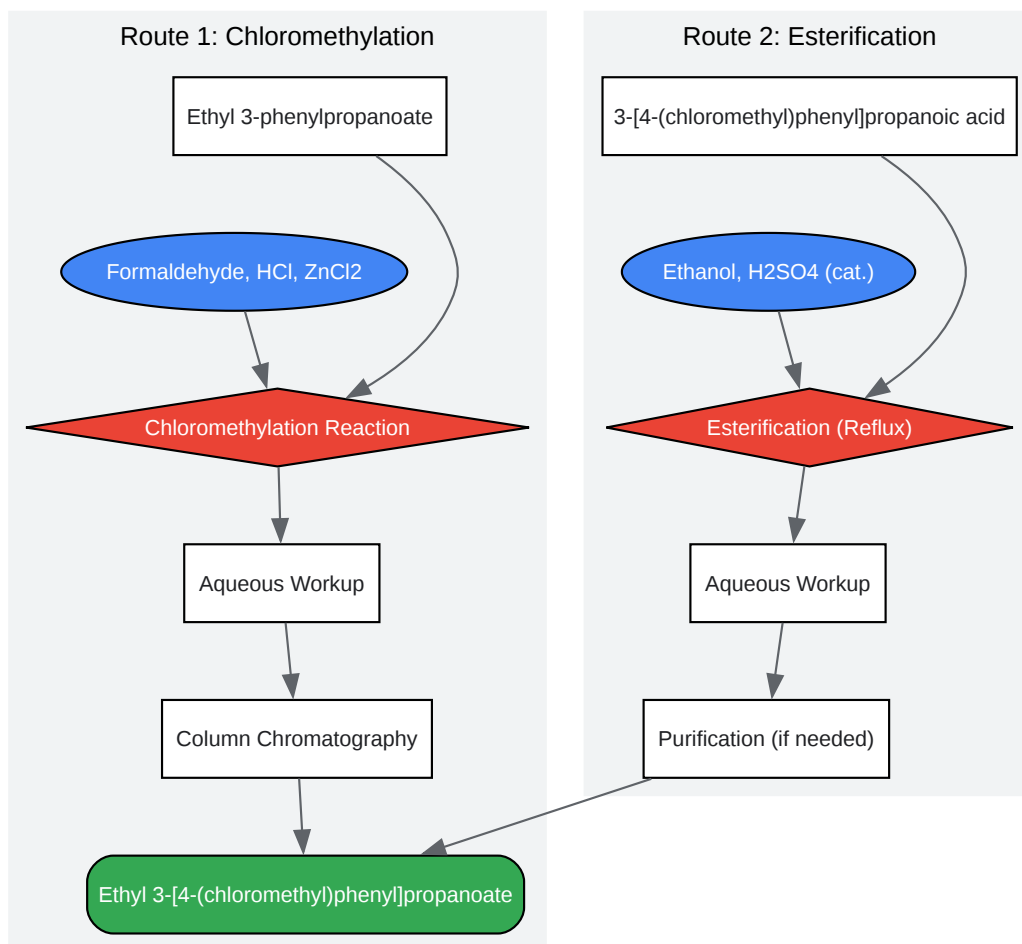 Route 1: Chloromethylation
Ethyl 3-phenylpropanoate
Formaldehyde, HCl, ZnCl2
Chloromethylation Reaction
Aqueous Workup
Column Chromatography
Ethyl 3-[4-(chloromethyl)phenyl]propanoate
Route 2: Esterification
3-[4-(chloromethyl)phenyl]propanoic acid
Ethanol, H2SO4 (cat.)
Esterification (Reflux)
Aqueous Workup
Purification (if needed)